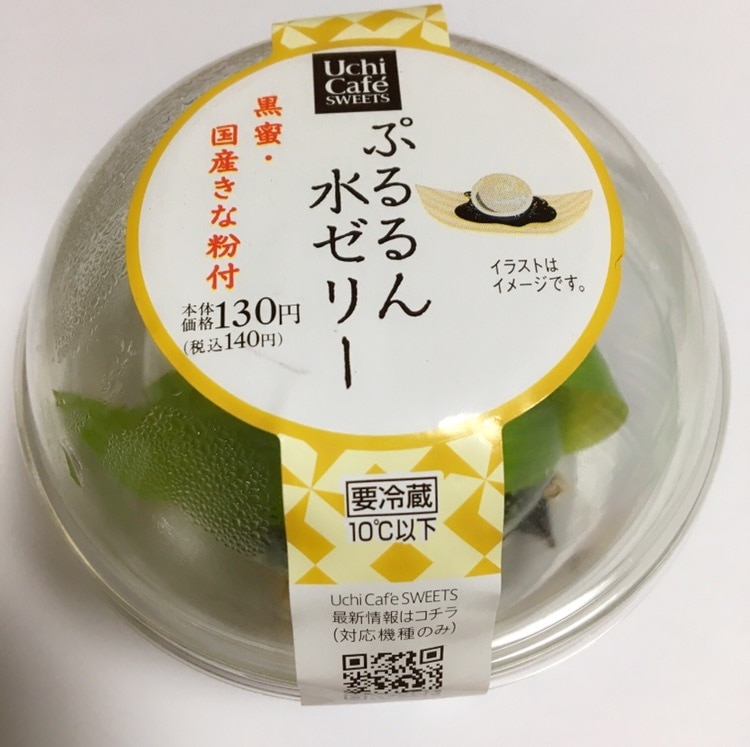 Uchi
Café
SWEETS
ぷるるん
水ゼリー
黒蜜・
国産きな粉付
イラストは
イメージです。
本体
価格130円
(税込140円)
要冷蔵
10℃以下
Uchi Café SWEETS
最新情報はコチラ
(対応機種のみ)